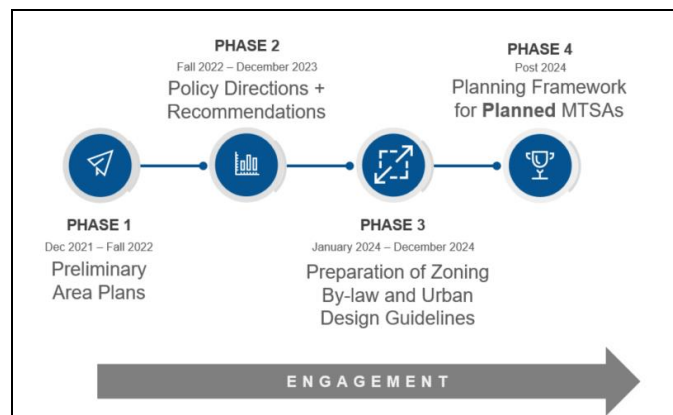 PHASE 1
Dec 2021 – Fall 2022
Preliminary
Area Plans
PHASE 2
Fall 2022 – December 2023
Policy Directions +
Recommendations
PHASE 3
January 2024 – December 2024
Preparation of Zoning
By-law and Urban
Design Guidelines
PHASE 4
Post 2024
Planning Framework
for Planned MTSAs
ENGAGEMENT